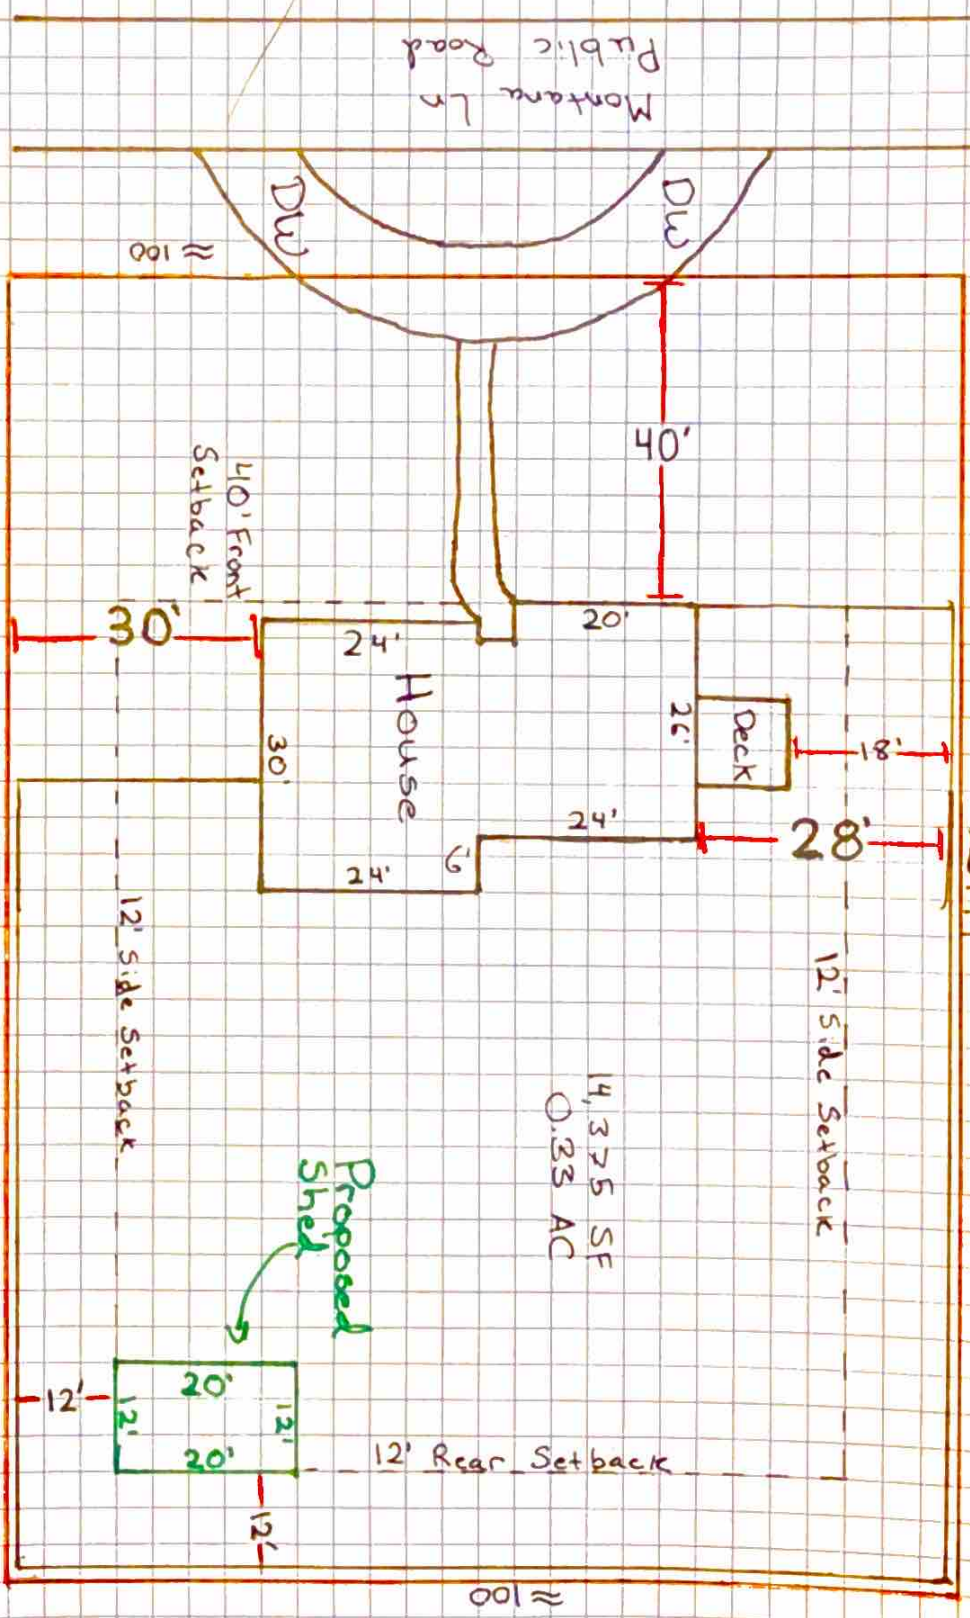 Montana Ln
Public Road
DW
DW
≈ 100
40'
40' Front
Setback
30'
24'
20'
House
30'
26'
Deck
18'
28'
24'
6'
24'
12' Side Setback
12' Side Setback
14,375 SF
0.33 AC
Proposed
Shed
20'
12'
12'
12'
20'
12' Rear Setback
12'
≈ 100